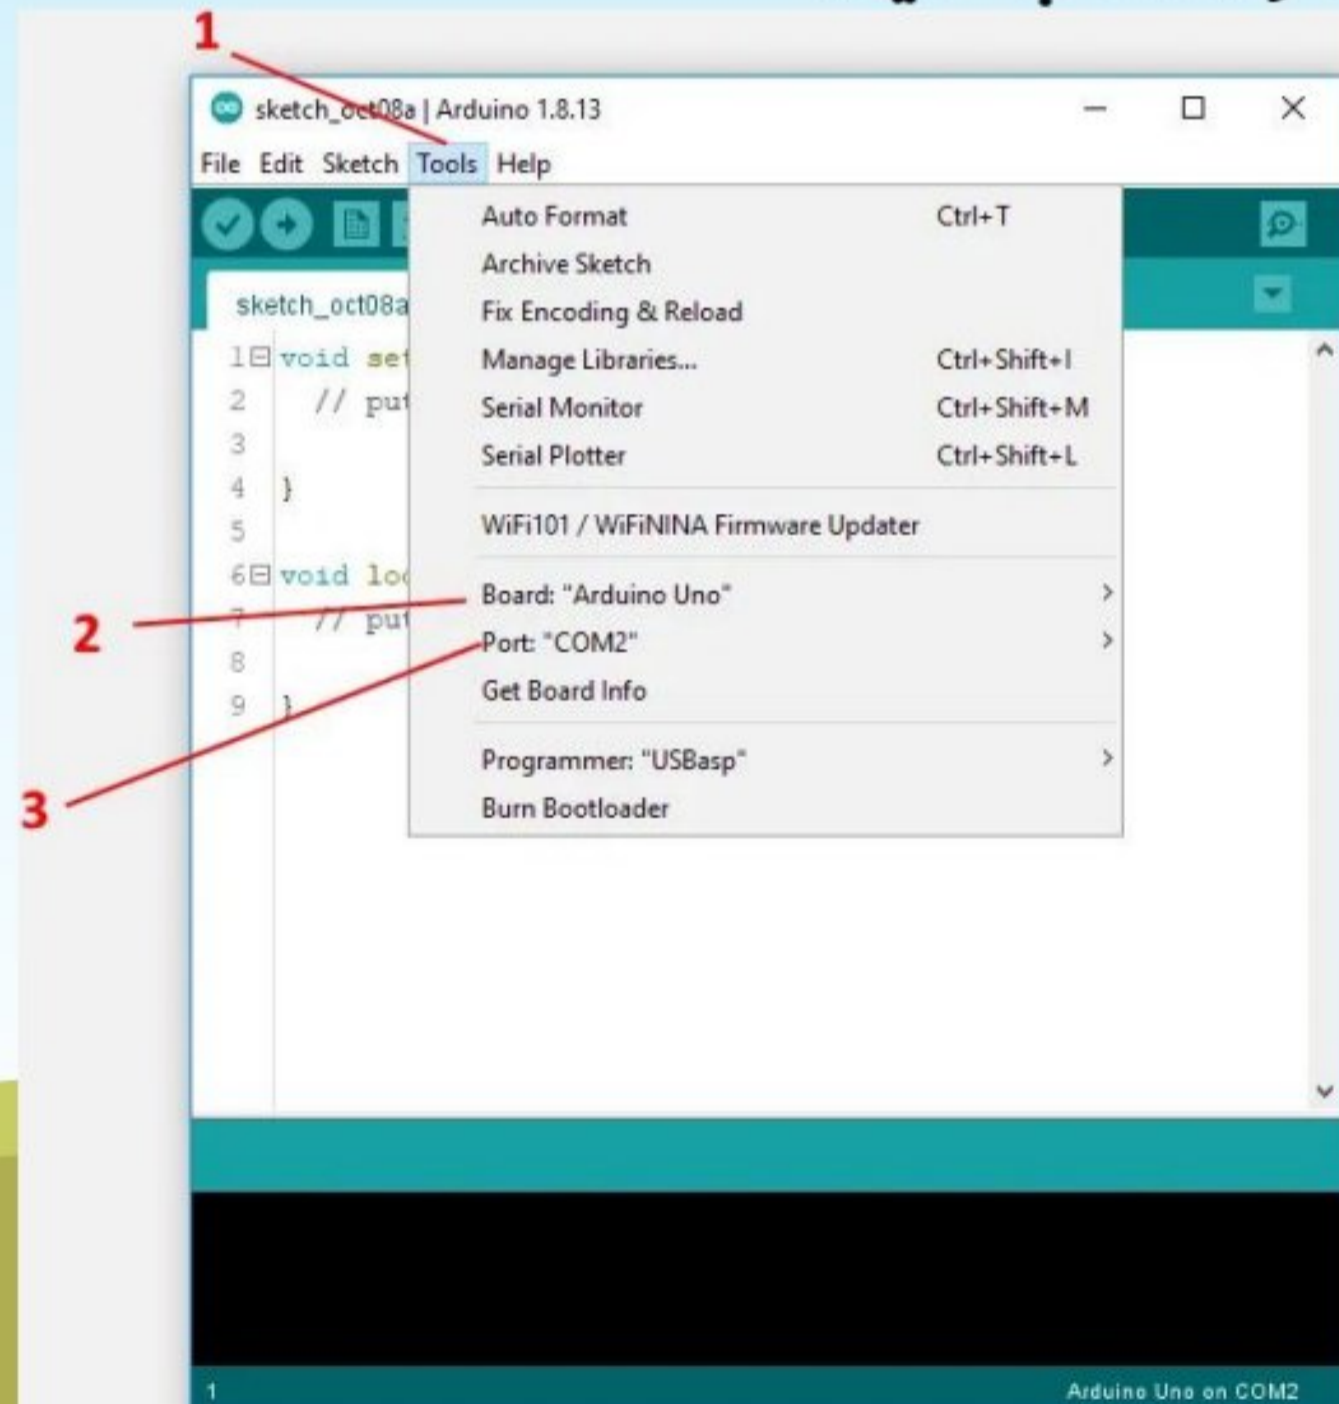 1
sketch_oct08a | Arduino 1.8.13
File Edit Sketch Tools Help
Auto Format Ctrl+T
Archive Sketch
sketch_oct08a
Fix Encoding & Reload
1 void set
Manage Libraries... Ctrl+Shift+I
2 // put
Serial Monitor Ctrl+Shift+M
3
Serial Plotter Ctrl+Shift+L
4 }
WiFi101 / WiFiNINA Firmware Updater
5
6 void loo
Board: "Arduino Uno"
2
7 // put
Port: "COM2"
8
Get Board Info
9 }
Programmer: "USBasp"
3
Burn Bootloader
1 Arduino Uno on COM2